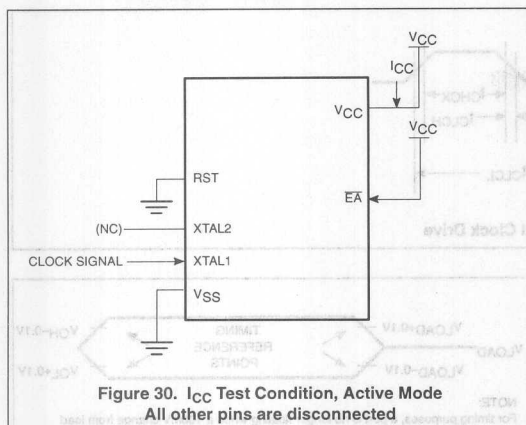 VCC
ICC
VCC
VCC
RST
EA
(NC) XTAL2
CLOCK SIGNAL XTAL1
VSS
Figure 30. ICC Test Condition, Active Mode
All other pins are disconnected